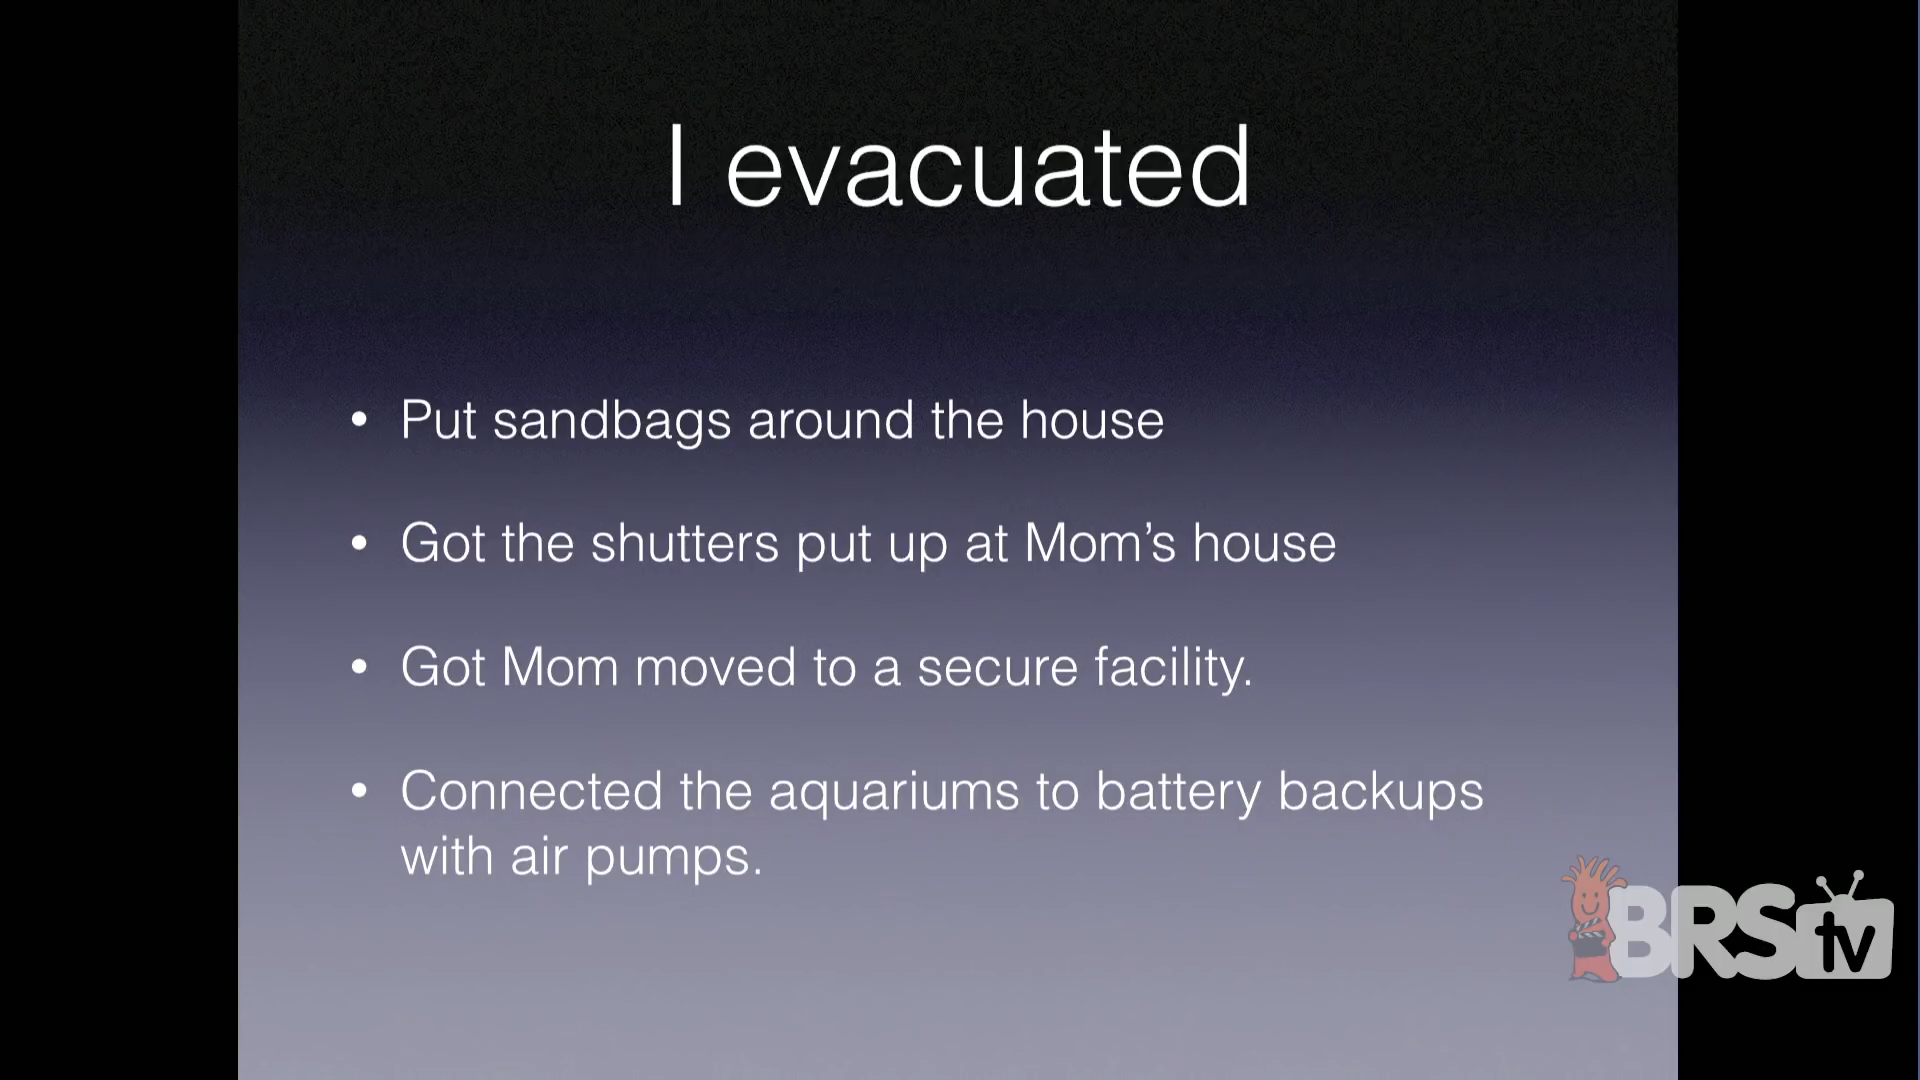 I evacuated
• Put sandbags around the house
• Got the shutters put up at Mom’s house
• Got Mom moved to a secure facility.
• Connected the aquariums to battery backups
with air pumps.
BRStv